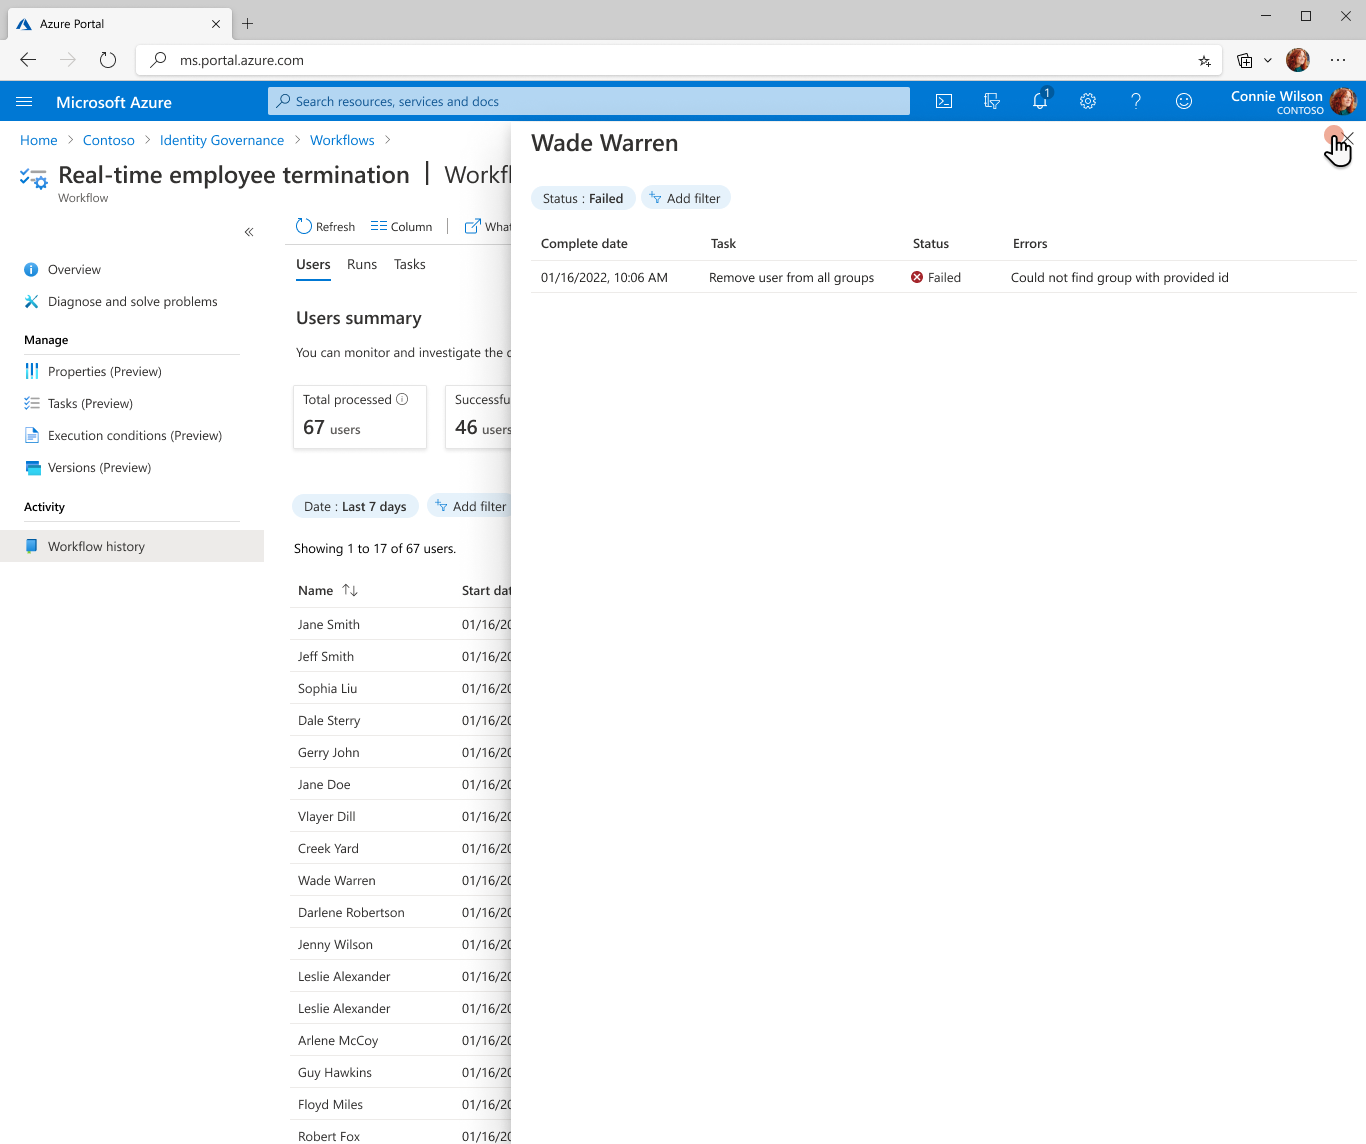 Azure Portal
ms.portal.azure.com
Microsoft Azure
Search resources, services and docs
1
Connie Wilson
CONTOSO
Home > Contoso > Identity Governance > Workflows >
Real-time employee termination | Workfl
Workflow
Overview
Diagnose and solve problems
Manage
Properties (Preview)
Tasks (Preview)
Execution conditions (Preview)
Versions (Preview)
Activity
Workflow history
Refresh Column What
Users Runs Tasks
Users summary
You can monitor and investigate the
Total processed
67 users
Successfu
46 users
Date : Last 7 days Add filter
Showing 1 to 17 of 67 users.
Name Start dat
Jane Smith 01/16/20
Jeff Smith 01/16/20
Sophia Liu 01/16/20
Dale Sterry 01/16/20
Gerry John 01/16/20
Jane Doe 01/16/20
Vlayer Dill 01/16/20
Creek Yard 01/16/20
Wade Warren 01/16/20
Darlene Robertson 01/16/20
Jenny Wilson 01/16/20
Leslie Alexander 01/16/20
Leslie Alexander 01/16/20
Arlene McCoy 01/16/20
Guy Hawkins 01/16/20
Floyd Miles 01/16/20
Robert Fox 01/16/20
Wade Warren
Status : Failed Add filter
Complete date Task Status Errors
01/16/2022, 10:06 AM Remove user from all groups Failed Could not find group with provided id